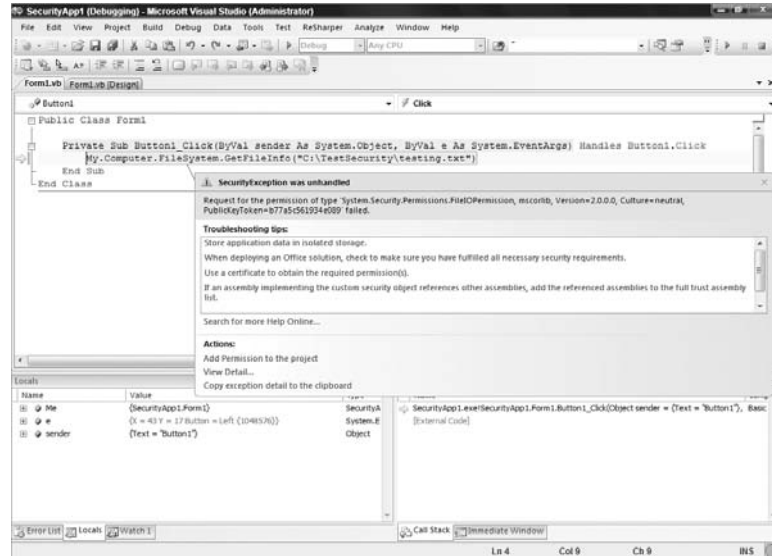 SecurityApp1 (Debugging) - Microsoft Visual Studio (Administrator)
File Edit View Project Build Debug Data Tools Test ReSharper Analyze Window Help
Debug Any CPU
Form1.vb Form1.vb [Design]
Button1 Click
Public Class Form1
Private Sub Button1_Click(ByVal sender As System.Object, ByVal e As System.EventArgs) Handles Button1.Click
My.Computer.FileSystem.GetFileInfo("C:\TestSecurity\testing.txt")
End Sub
End Class
SecurityException was unhandled
Request for the permission of type 'System.Security.Permissions.FileIOPermission, mscorlib, Version=2.0.0.0, Culture=neutral,
PublicKeyToken=b77a5c561934e089' failed.
Troubleshooting tips:
Store application data in isolated storage.
When deploying an Office solution, check to make sure you have fulfilled all necessary security requirements.
Use a certificate to obtain the required permission(s).
If an assembly implementing the custom security object references other assemblies, add the referenced assemblies to the full trust assembly
list.
Search for more Help Online...
Actions:
Add Permission to the project
View Detail...
Copy exception detail to the clipboard
Locals
Name Value
Me {SecurityApp1.Form1} SecurityA
e {X = 43 Y = 17 Button = Left {1048576}} System.E
sender {Text = "Button1"} Object
SecurityApp1.exe!SecurityApp1.Form1.Button1_Click(Object sender = {Text = "Button1"}, Basic
[External Code]
Error List Locals Watch 1
Call Stack Immediate Window
Ln 4 Col 9 Ch 9 INS